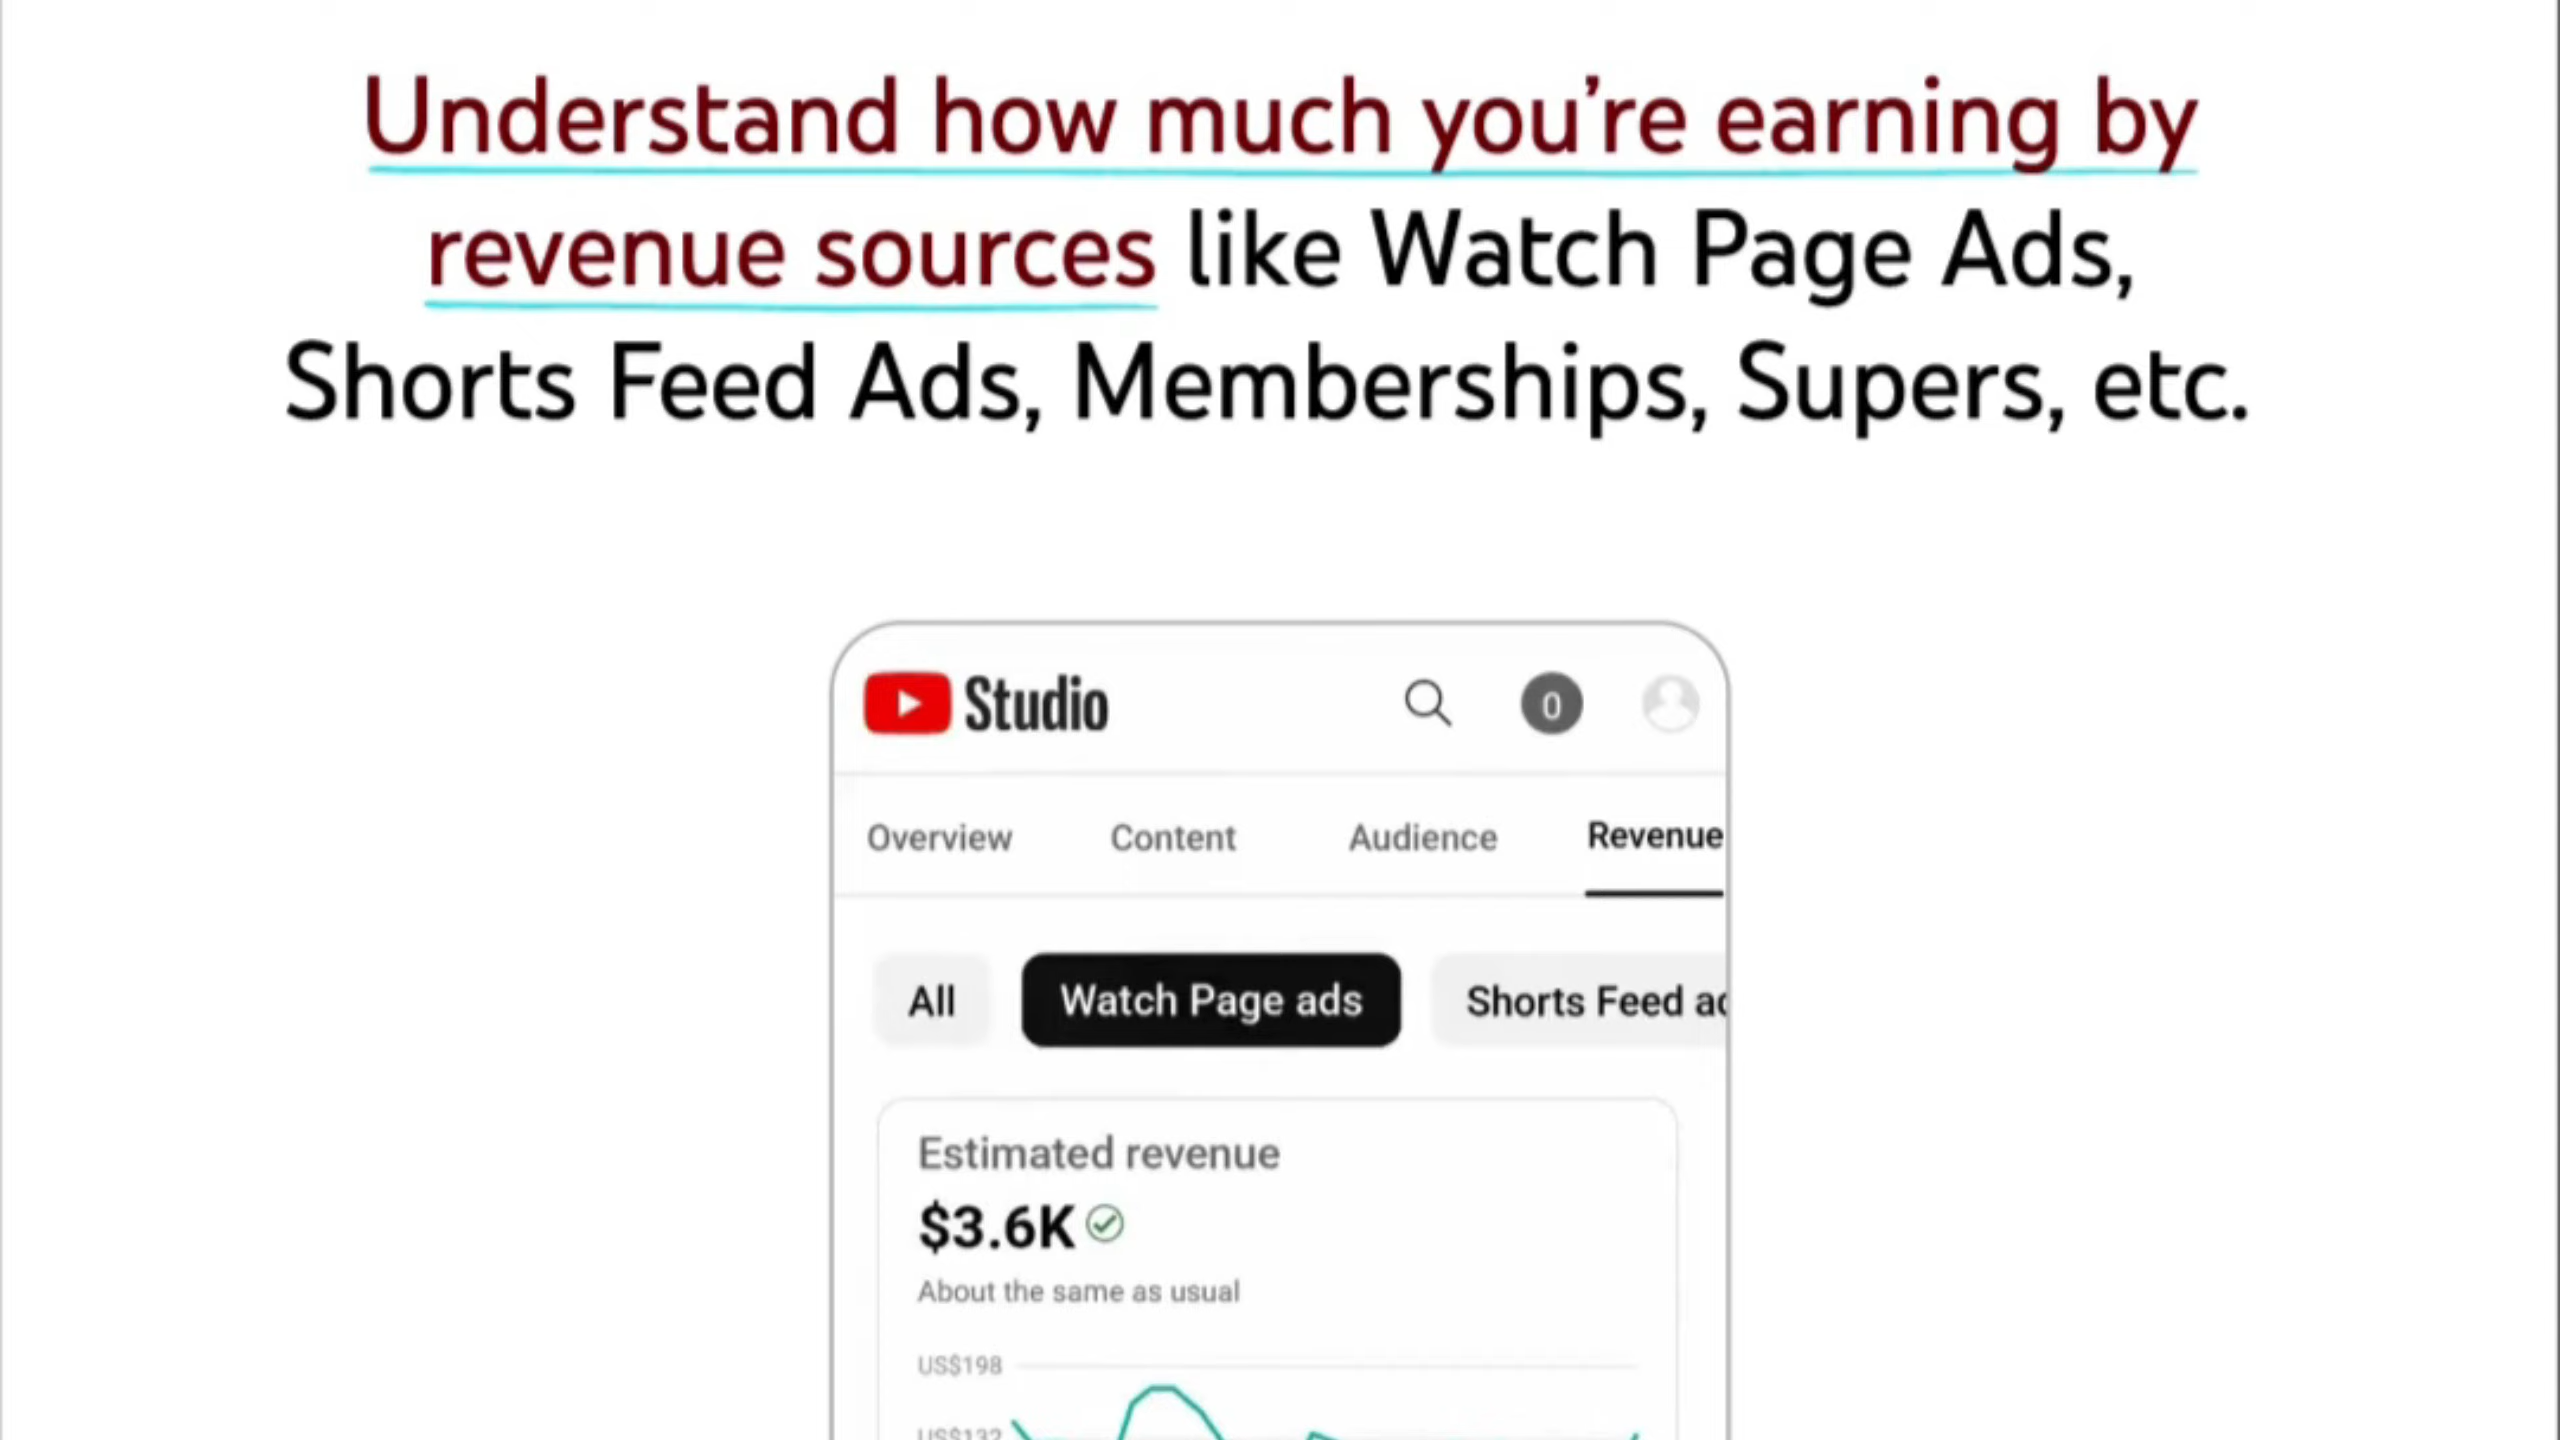 Understand how much you’re earning by
revenue sources like Watch Page Ads,
Shorts Feed Ads, Memberships, Supers, etc.
Studio
0
Overview Content Audience Revenue
All Watch Page ads Shorts Feed
Estimated revenue
$3.6K
About the same as usual
US$198
US$132